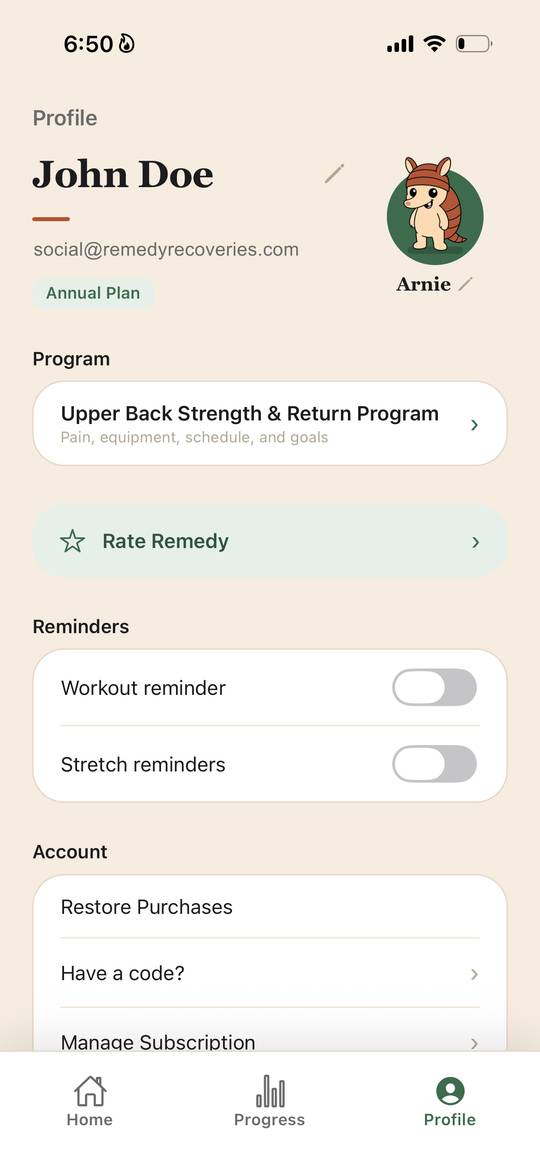 6:50
Profile
John Doe
social@remedyrecoveries.com
Annual Plan
Arnie
Program
Upper Back Strength & Return Program
Pain, equipment, schedule, and goals
Rate Remedy
Reminders
Workout reminder
Stretch reminders
Account
Restore Purchases
Have a code?
Manage Subscription
Home
Progress
Profile